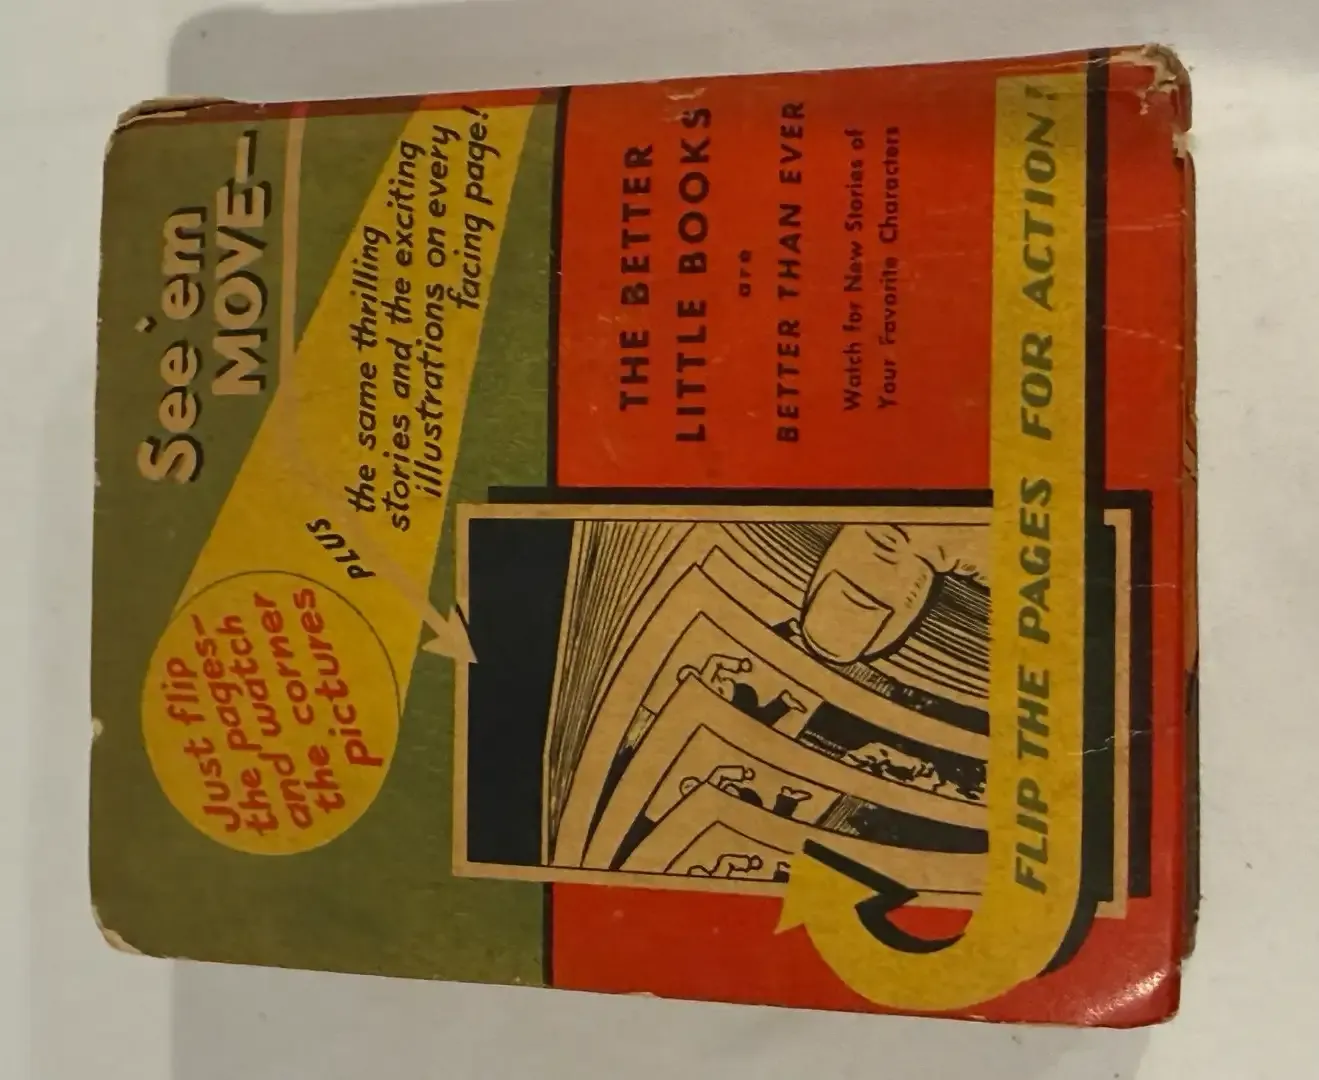 See 'em
MOVE—
Just flip
the pages—
and watch
the corner
pictures
PLUS
the same thrilling
stories and the exciting
illustrations on every
facing page!
THE BETTER
LITTLE BOOKS
are
BETTER THAN EVER
Watch for New Stories of
Your Favorite Characters
FLIP THE PAGES FOR ACTION!